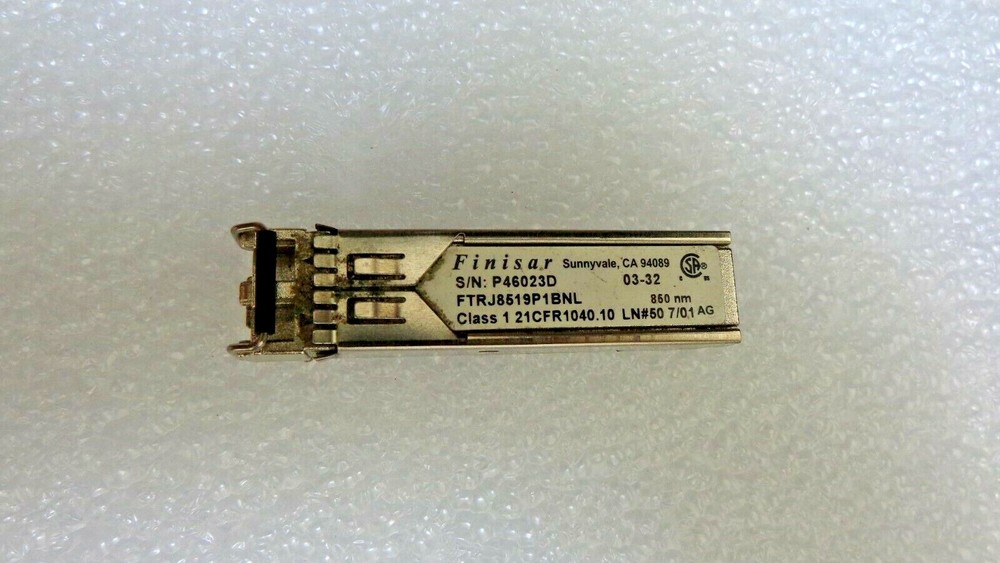 Finisar Sunnyvale, CA 94089
S/N: P46023D 03-32
FTRJ8519P1BNL 850 nm
Class 1 21CFR1040.10 LN#50 7/01 AG